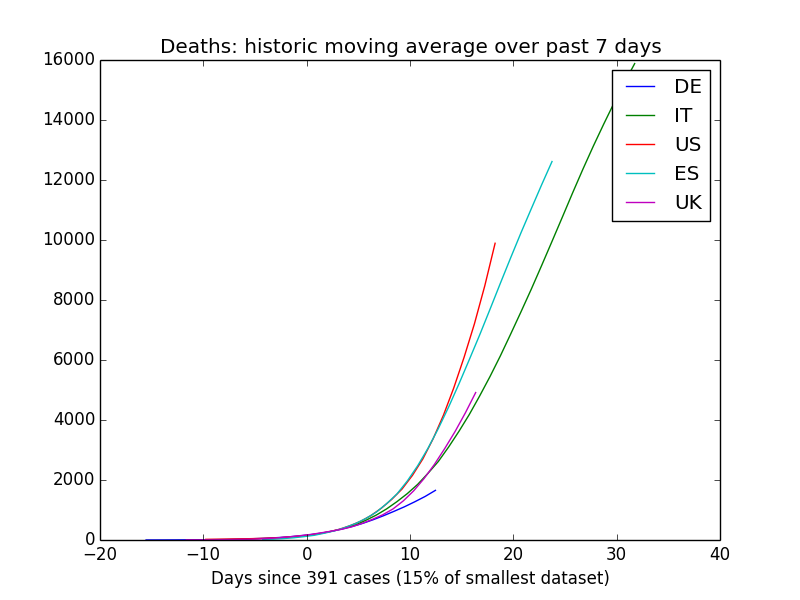 Deaths: historic moving average over past 7 days
16000
14000
12000
10000
8000
6000
4000
2000
0
DE
IT
US
ES
UK
−20 −10 0 10 20 30 40
Days since 391 cases (15% of smallest dataset)